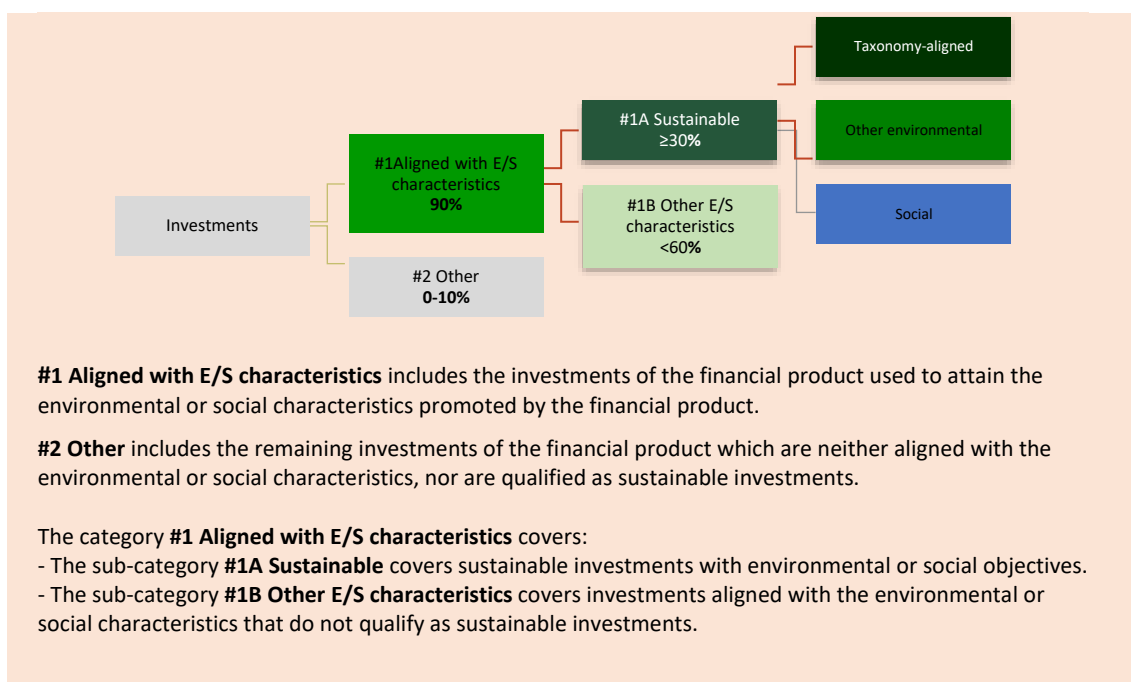 Taxonomy-aligned
#1A Sustainable
≥30%
Other environmental
#1Aligned with E/S
characteristics
90%
#1B Other E/S
characteristics
<60%
Social
Investments
#2 Other
0-10%
#1 Aligned with E/S characteristics includes the investments of the financial product used to attain the
environmental or social characteristics promoted by the financial product.
#2 Other includes the remaining investments of the financial product which are neither aligned with the
environmental or social characteristics, nor are qualified as sustainable investments.
The category #1 Aligned with E/S characteristics covers:
- The sub-category #1A Sustainable covers sustainable investments with environmental or social objectives.
- The sub-category #1B Other E/S characteristics covers investments aligned with the environmental or
social characteristics that do not qualify as sustainable investments.